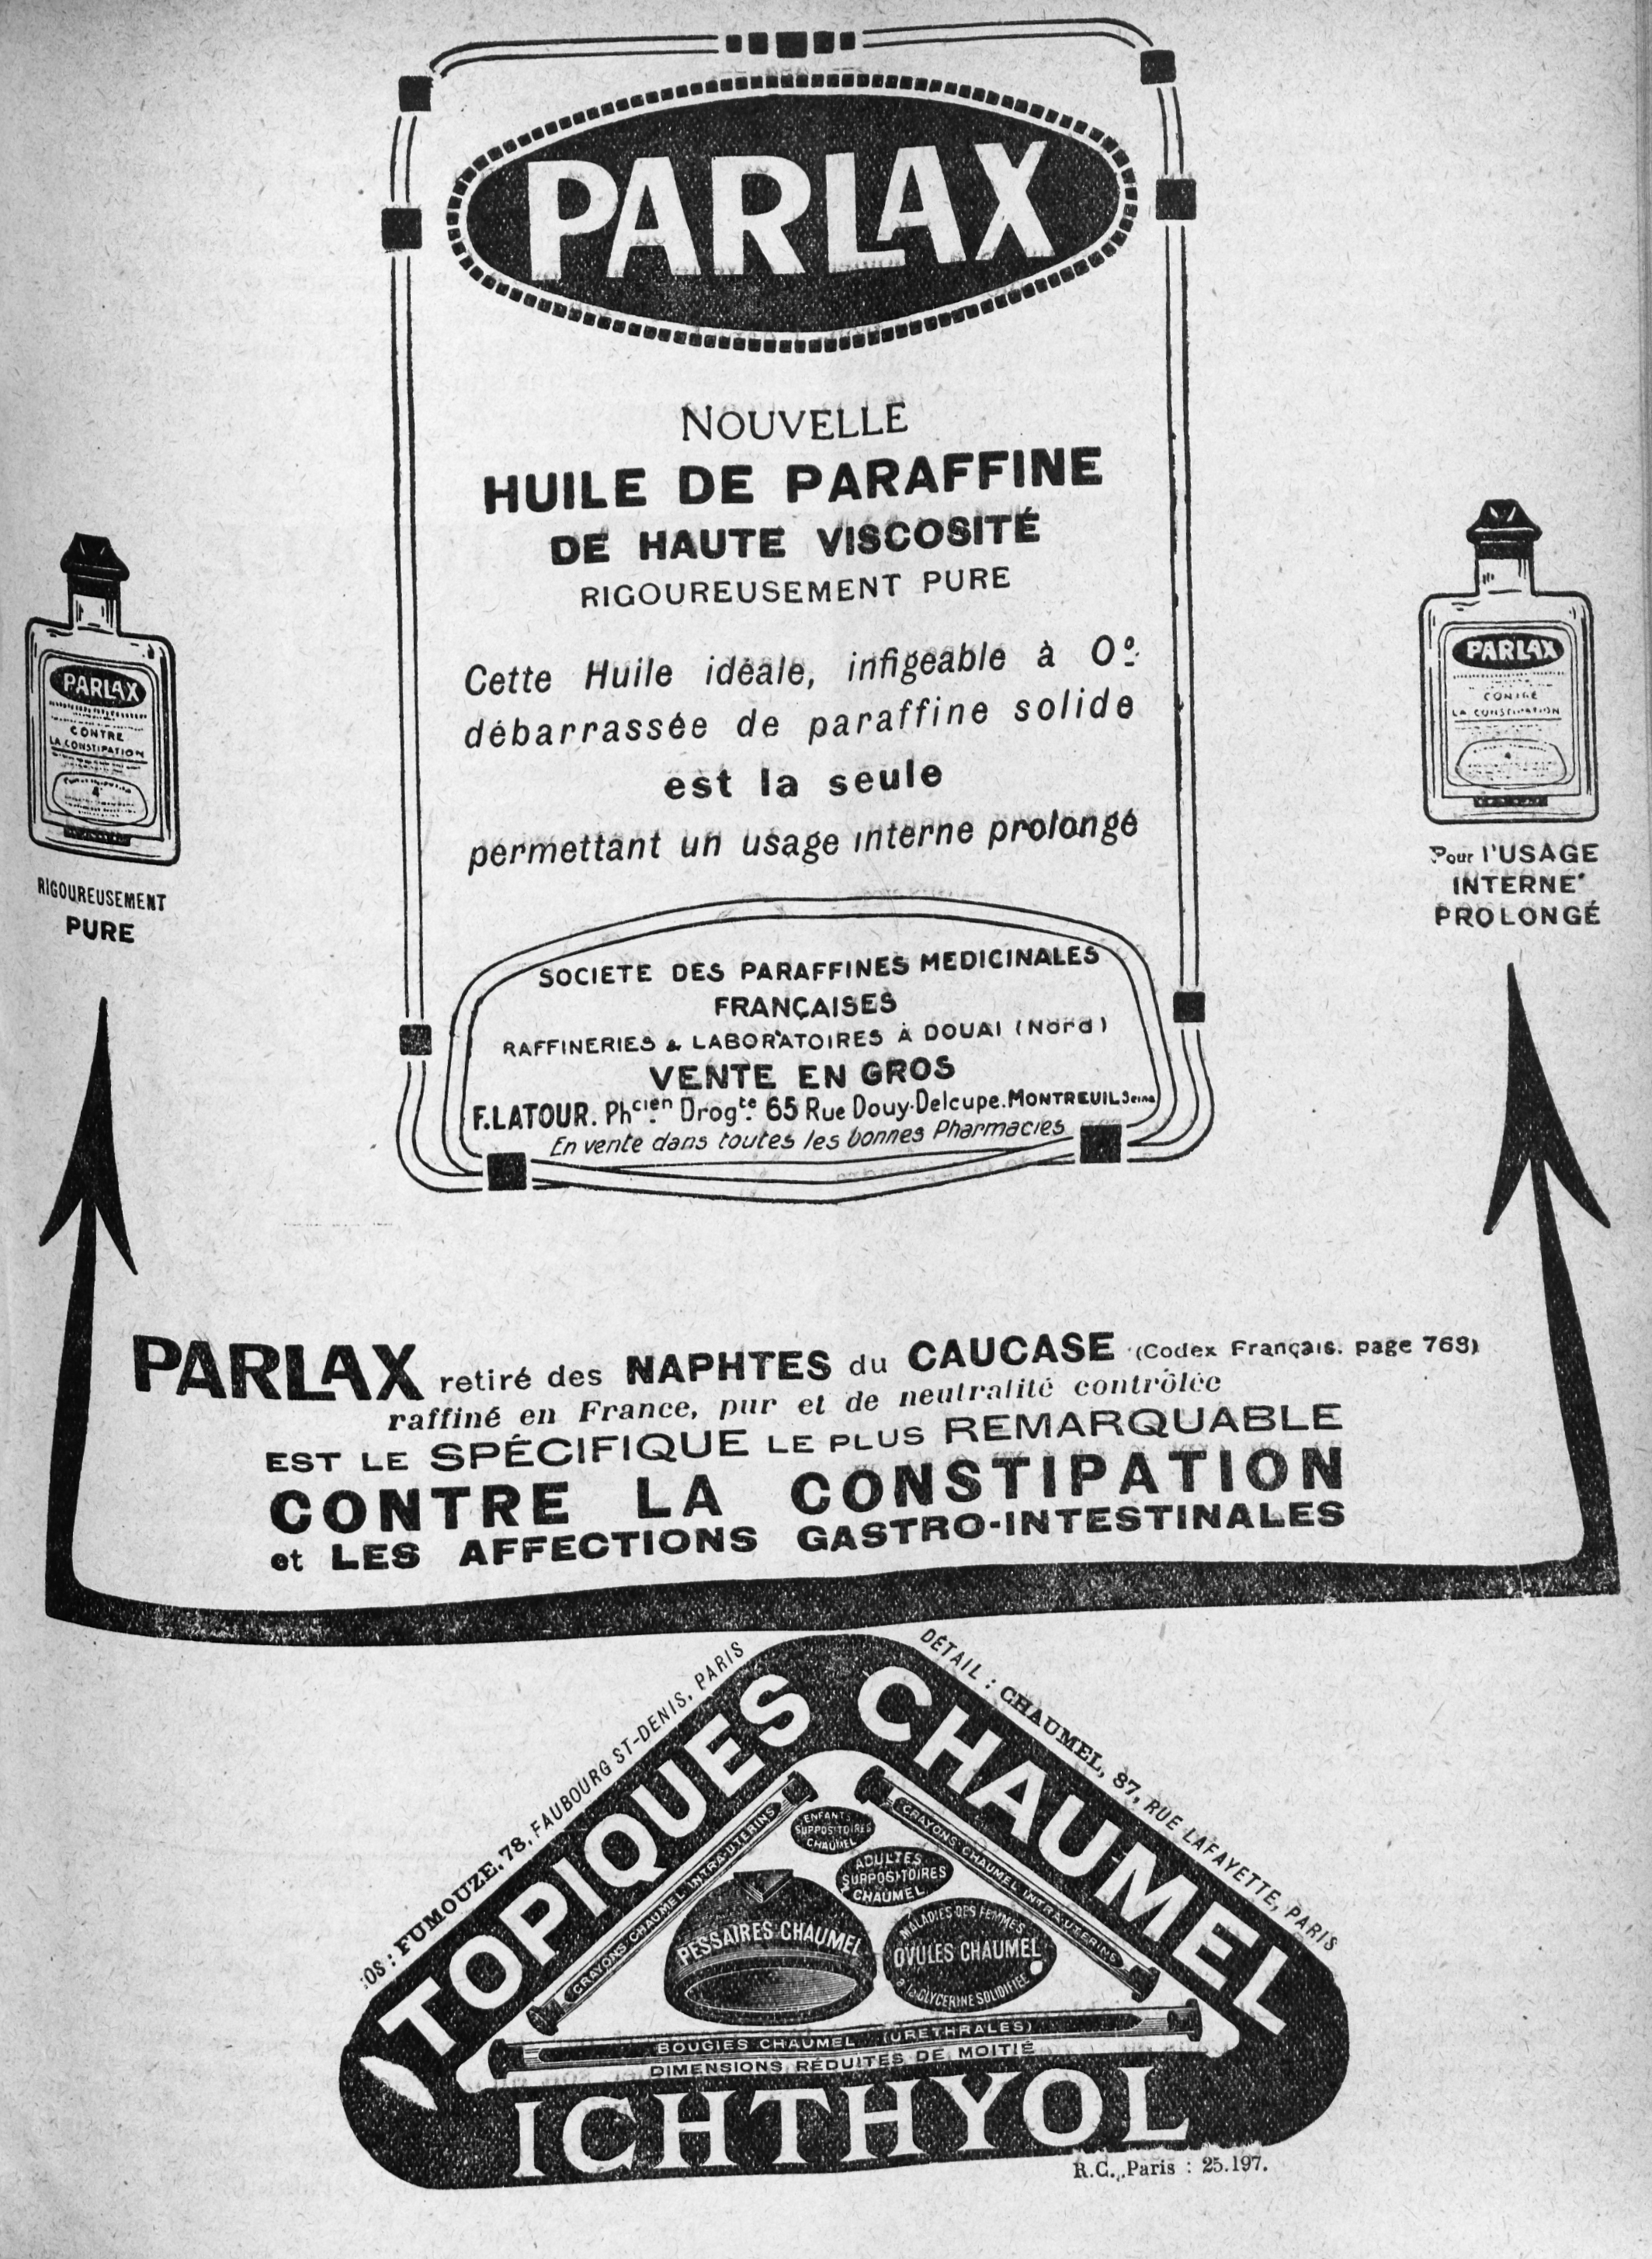 PARLAX
NOUVELLE
HUILE DE PARAFFINE
DE HAUTE VISCOSITÉ
RIGOUREUSEMENT PURE
Cette Huile idéale, infigeable à 0º
débarrassée de paraffine solide
est la seule
permettant un usage interne prolongé
SOCIETE DES PARAFFINES MEDICINALES
FRANÇAISES
RAFFINERIES & LABORATOIRES À DOUAI (Nord)
VENTE EN GROS
F. LATOUR. Phcien Drogte 65 Rue Douy-Delcupe. MONTREUIL Seine
En vente dans toutes les bonnes Pharmacies
PARLAX
CONTRE
LA CONSTIPATION
RIGOUREUSEMENT
PURE
PARLAX
CONTRE
LA CONSTIPATION
Pour l'USAGE
INTERNE
PROLONGÉ
PARLAX retiré des NAPHTES du CAUCASE (Codex Français. page 768)
raffiné en France, pur et de neutralité contrôlée
EST LE SPÉCIFIQUE LE PLUS REMARQUABLE
CONTRE LA CONSTIPATION
et LES AFFECTIONS GASTRO-INTESTINALES
OS : FUMOUZE, 78, FAUBOURG ST-DENIS, PARIS
DÉTAIL : CHAUMEL, 87, RUE LAFAYETTE, PARIS
TOPIQUES CHAUMEL
CRAYONS CHAUMEL INTRA-UTERINS
ENFANTS
SUPPOSITOIRES
CHAUMEL
CRAYONS CHAUMEL INTRA-UTERINS
ADULTES
SUPPOSITOIRES
CHAUMEL
PESSAIRES CHAUMEL
MALADIES DES FEMMES
OVULES CHAUMEL
à la GLYCERINE SOLIDIFIEE
BOUGIES CHAUMEL (URETHRALES)
DIMENSIONS RÉDUITES DE MOITIÉ
ICHTHYOL
R.C. Paris : 25.197.